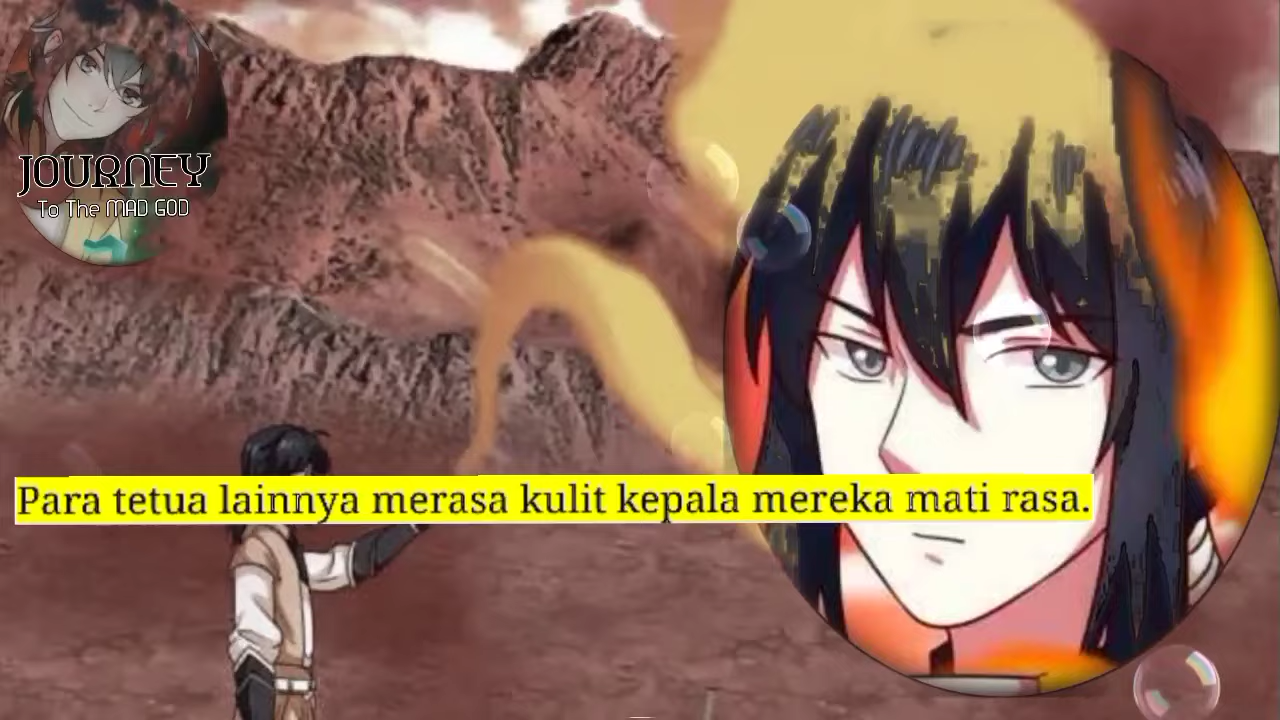 JOURNEY
To The MAD GOD
Para tetua lainnya merasa kulit kepala mereka mati rasa.